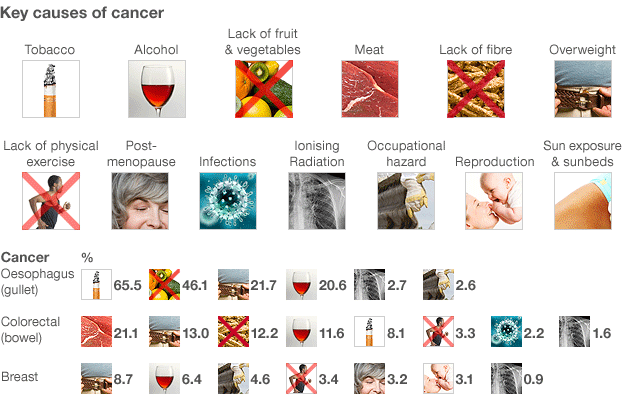 Key causes of cancer
Tobacco
Alcohol
Lack of fruit
& vegetables
Meat
Lack of fibre
Overweight
Lack of physical
exercise
Post-
menopause
Infections
Ionising
Radiation
Occupational
hazard
Reproduction
Sun exposure
& sunbeds
Cancer %
Oesophagus
(gullet) 65.5 46.1 21.7 20.6 2.7 2.6
Colorectal
(bowel) 21.1 13.0 12.2 11.6 8.1 3.3 2.2 1.6
Breast 8.7 6.4 4.6 3.4 3.2 3.1 0.9